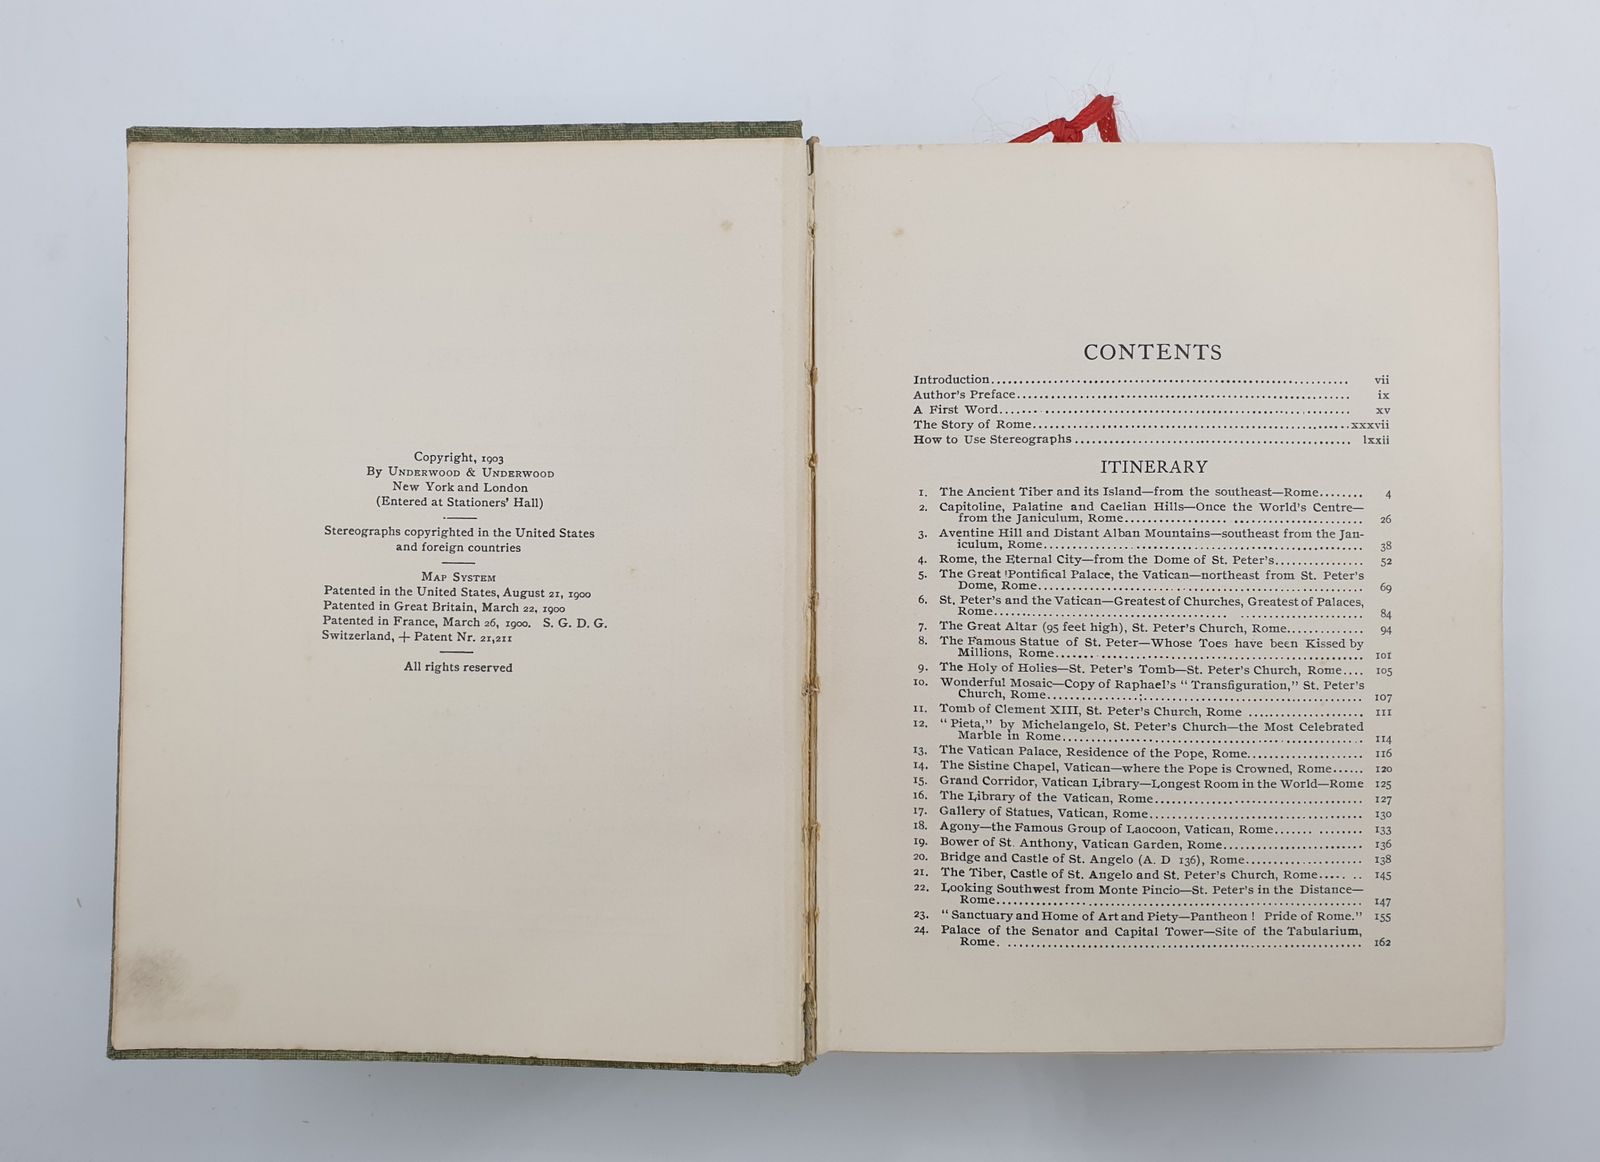 Copyright, 1903
By Underwood & Underwood
New York and London
(Entered at Stationers' Hall)
Stereographs copyrighted in the United States
and foreign countries
Map System
Patented in the United States, August 21, 1900
Patented in Great Britain, March 22, 1900
Patented in France, March 26, 1900. S. G. D. G.
Switzerland, + Patent Nr. 21,211
All rights reserved
CONTENTS
Introduction.......... vii
Author's Preface.......... ix
A First Word.......... xv
The Story of Rome..........xxxvii
How to Use Stereographs.......... lxxii
ITINERARY
1. The Ancient Tiber and its Island—from the southeast—Rome........ 4
2. Capitoline, Palatine and Caelian Hills—Once the World's Centre—
from the Janiculum, Rome.......... 26
3. Aventine Hill and Distant Alban Mountains—southeast from the Jan-
iculum, Rome.......... 38
4. Rome, the Eternal City—from the Dome of St. Peter's.......... 52
5. The Great Pontifical Palace, the Vatican—northeast from St. Peter's
Dome, Rome.......... 69
6. St. Peter's and the Vatican—Greatest of Churches, Greatest of Palaces,
Rome.......... 84
7. The Great Altar (95 feet high), St. Peter's Church, Rome.......... 94
8. The Famous Statue of St. Peter—Whose Toes have been Kissed by
Millions, Rome.......... 101
9. The Holy of Holies—St. Peter's Tomb—St. Peter's Church, Rome.... 105
10. Wonderful Mosaic—Copy of Raphael's "Transfiguration," St. Peter's
Church, Rome.......... 107
11. Tomb of Clement XIII, St. Peter's Church, Rome .......... 111
12. "Pieta," by Michelangelo, St. Peter's Church—the Most Celebrated
Marble in Rome.......... 114
13. The Vatican Palace, Residence of the Pope, Rome.......... 116
14. The Sistine Chapel, Vatican—where the Pope is Crowned, Rome...... 120
15. Grand Corridor, Vatican Library—Longest Room in the World—Rome 125
16. The Library of the Vatican, Rome.......... 127
17. Gallery of Statues, Vatican, Rome.......... 130
18. Agony—the Famous Group of Laocoon, Vatican, Rome....... ........ 133
19. Bower of St. Anthony, Vatican Garden, Rome.......... 136
20. Bridge and Castle of St. Angelo (A. D 136), Rome.......... 138
21. The Tiber, Castle of St. Angelo and St. Peter's Church, Rome..... .. 145
22. Looking Southwest from Monte Pincio—St. Peter's in the Distance—
Rome.......... 147
23. "Sanctuary and Home of Art and Piety—Pantheon! Pride of Rome." 155
24. Palace of the Senator and Capital Tower—Site of the Tabularium,
Rome. .......... 162